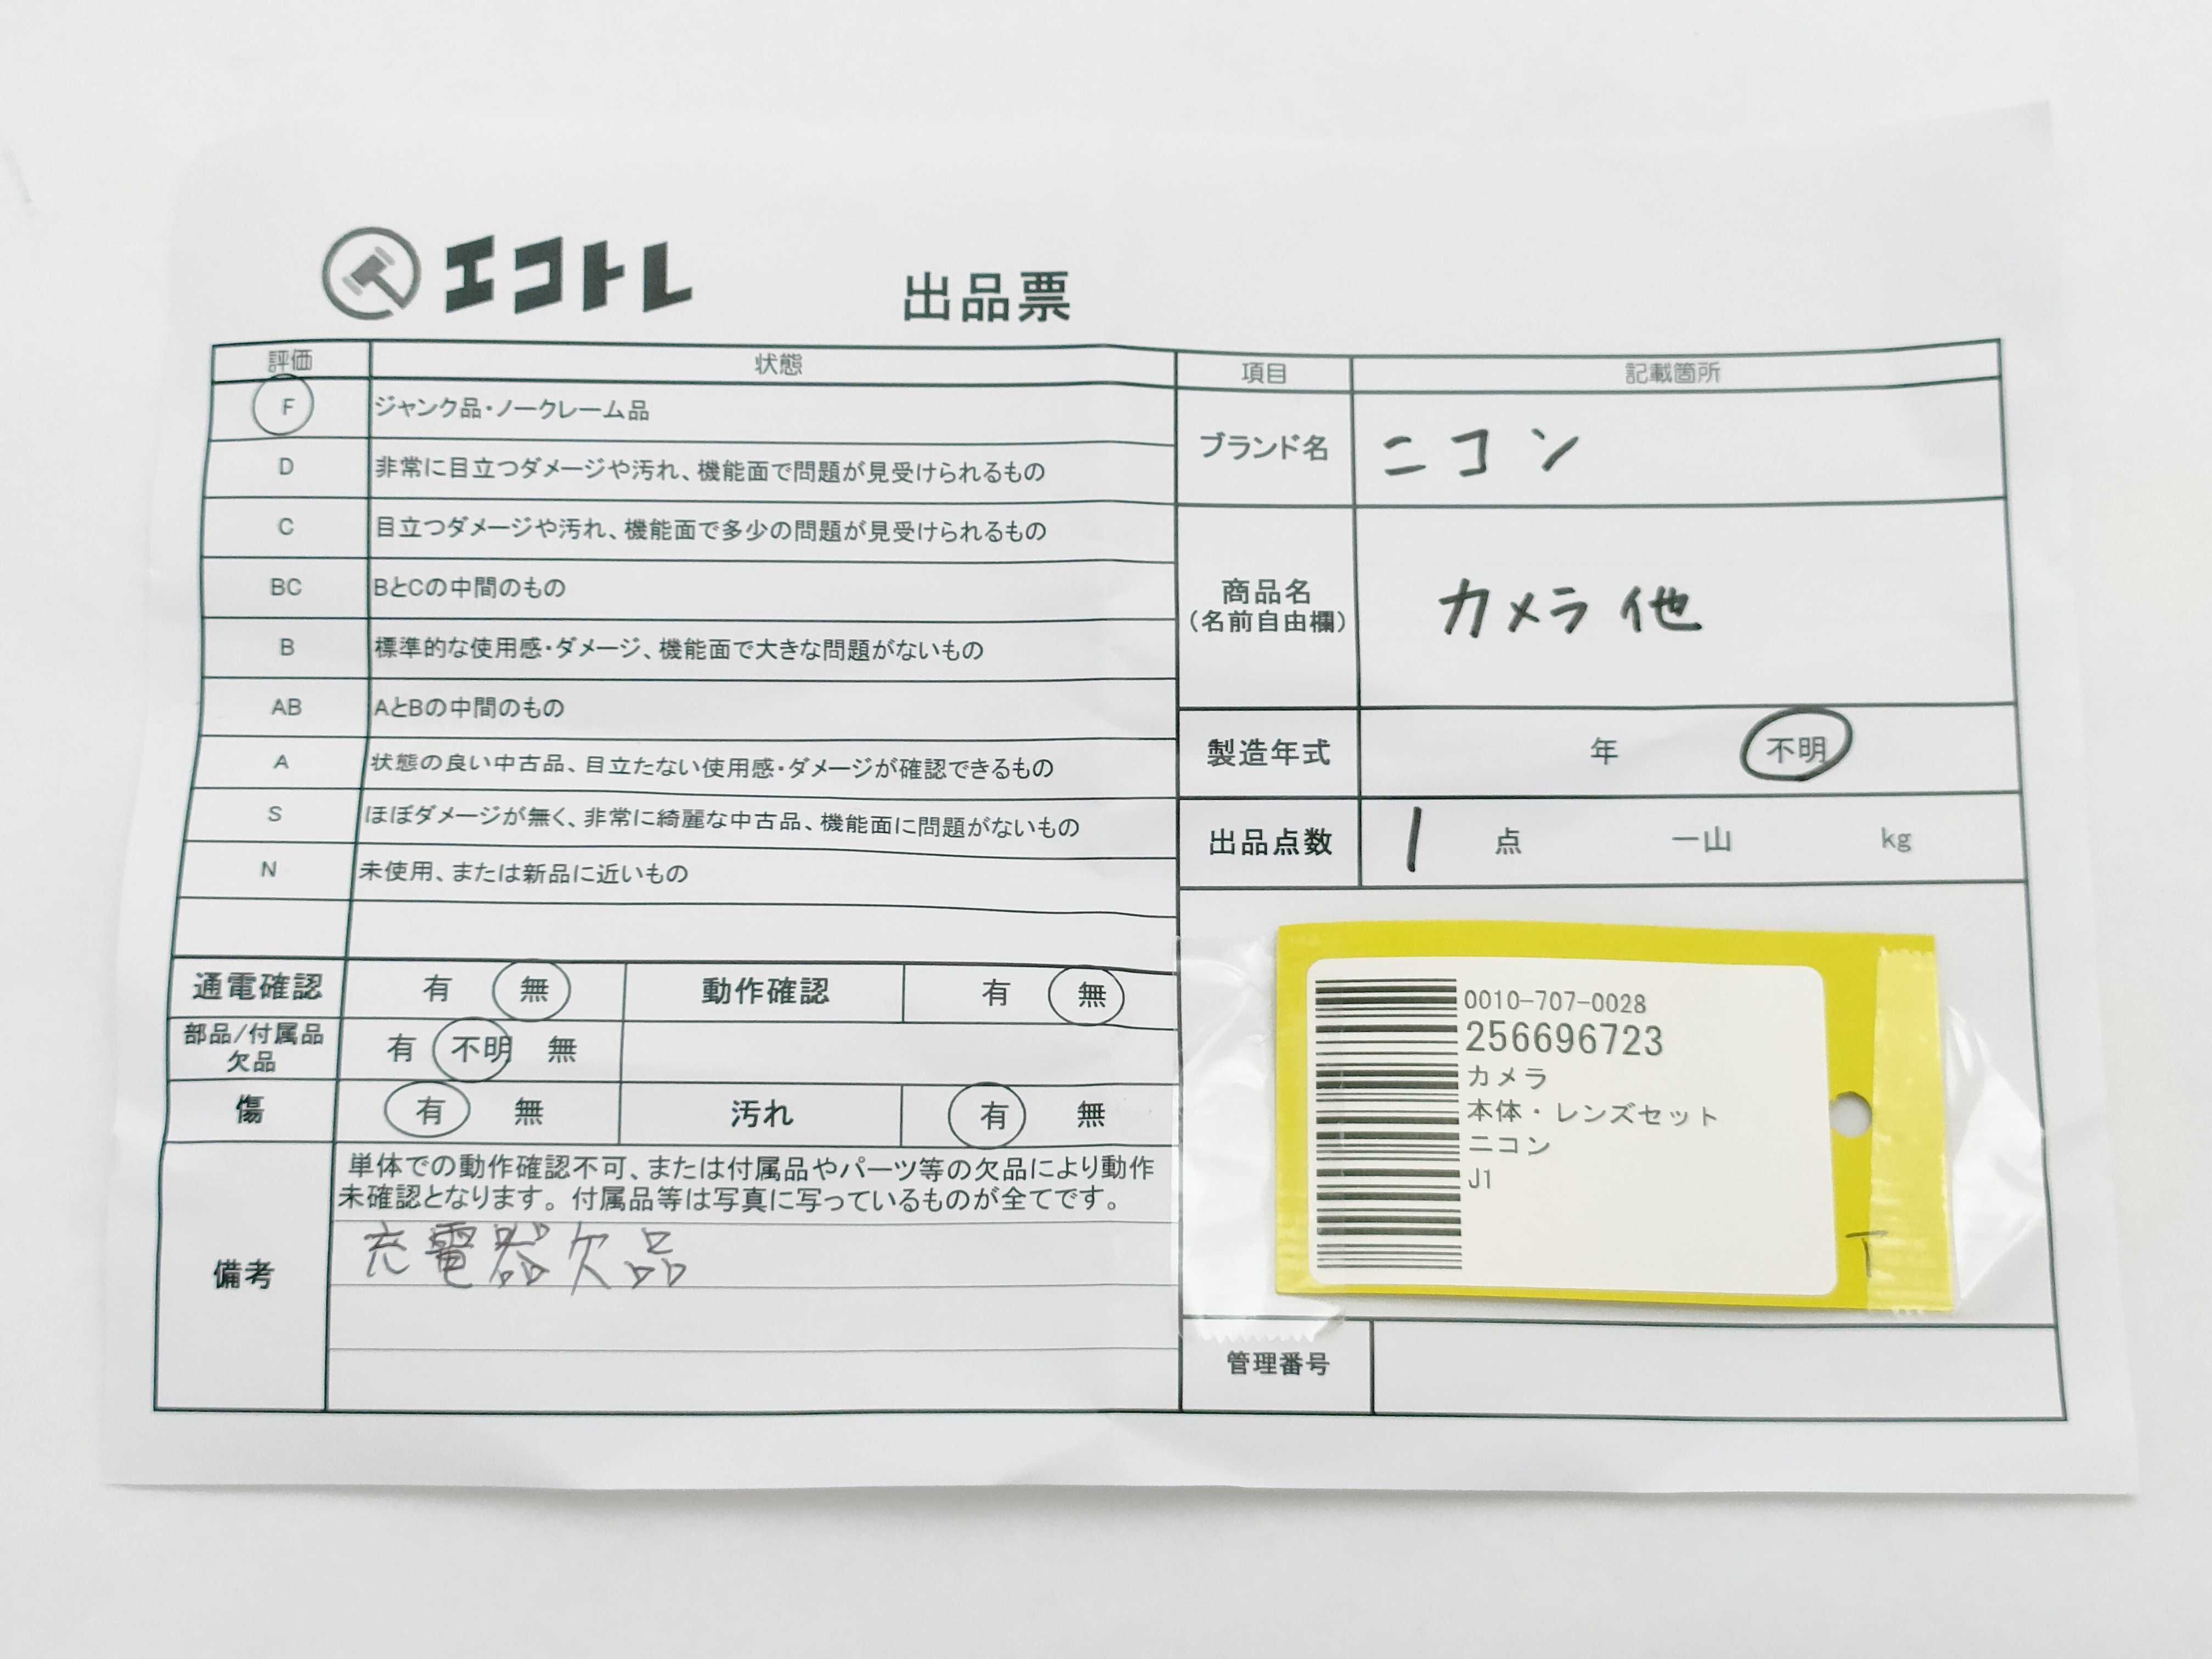 エコトレ
出品票
評価 状態
F ジャンク品・ノークレーム品
D 非常に目立つダメージや汚れ、機能面で問題が見受けられるもの
C 目立つダメージや汚れ、機能面で多少の問題が見受けられるもの
BC BとCの中間のもの
B 標準的な使用感・ダメージ、機能面で大きな問題がないもの
AB AとBの中間のもの
A 状態の良い中古品、目立たない使用感・ダメージが確認できるもの
S ほぼダメージが無く、非常に綺麗な中古品、機能面に問題がないもの
N 未使用、または新品に近いもの
通電確認 有 無 動作確認 有 無
部品/付属品
欠品
有 不明 無
傷 有 無 汚れ 有 無
備考
単体での動作確認不可、または付属品やパーツ等の欠品により動作
未確認となります。付属品等は写真に写っているものが全てです。
充電器欠品
項目 記載箇所
ブランド名 ニコン
商品名
(名前自由欄)
カメラ他
製造年式 年 不明
出品点数 1 点 一山 kg
0010-707-0028
256696723
カメラ
本体・レンズセット
ニコン
J1
T
管理番号